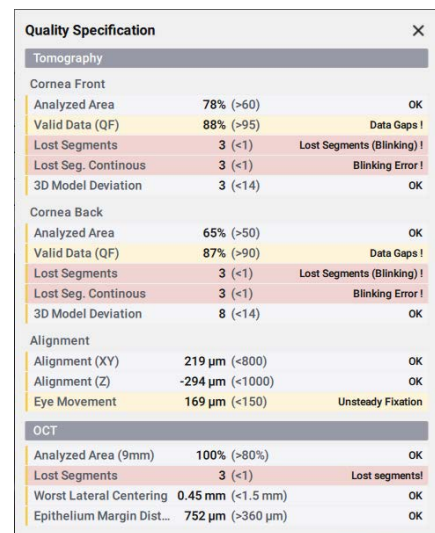 Quality Specification ×
Tomography
Cornea Front
Analyzed Area 78% (>60) OK
Valid Data (QF) 88% (>95) Data Gaps !
Lost Segments 3 (<1) Lost Segments (Blinking) !
Lost Seg. Continous 3 (<1) Blinking Error !
3D Model Deviation 3 (<14) OK
Cornea Back
Analyzed Area 65% (>50) OK
Valid Data (QF) 87% (>90) Data Gaps !
Lost Segments 3 (<1) Lost Segments (Blinking) !
Lost Seg. Continous 3 (<1) Blinking Error !
3D Model Deviation 8 (<14) OK
Alignment
Alignment (XY) 219 µm (<800) OK
Alignment (Z) -294 µm (<1000) OK
Eye Movement 169 µm (<150) Unsteady Fixation
OCT
Analyzed Area (9mm) 100% (>80%) OK
Lost Segments 3 (<1) Lost segments!
Worst Lateral Centering 0.45 mm (<1.5 mm) OK
Epithelium Margin Dist... 752 µm (>360 µm) OK